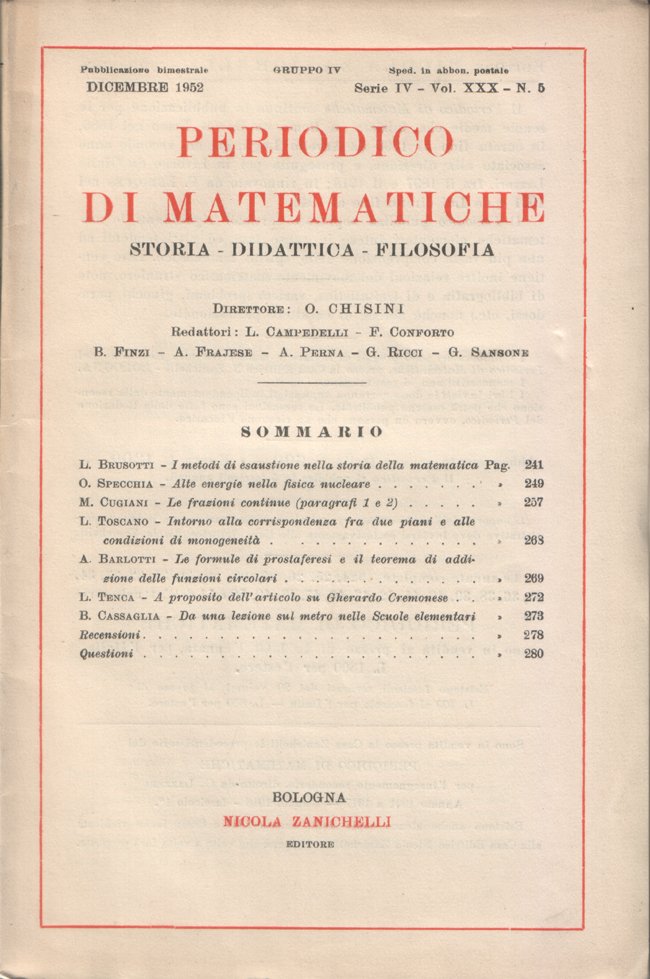 Pubblicazione bimestrale GRUPPO IV Sped. in abbon. postale
DICEMBRE 1952 Serie IV - Vol. XXX - N. 5
PERIODICO
DI MATEMATICHE
STORIA - DIDATTICA - FILOSOFIA
DIRETTORE: O. CHISINI
Redattori: L. CAMPEDELLI - F. CONFORTO
B. FINZI - A. FRAJESE - A. PERNA - G. RICCI - G. SANSONE
SOMMARIO
L. BRUSOTTI - I metodi di esaustione nella storia della matematica Pag. 241
O. SPECCHIA - Alte energie nella fisica nucleare . . . . . . . . » 249
M. CUGIANI - Le frazioni continue (paragrafi 1 e 2) . . . . . » 257
L. TOSCANO - Intorno alla corrispondenza fra due piani e alle
condizioni di monogeneità . . . . . . . . . . . . . . » 268
A. BARLOTTI - Le formule di prostaferesi e il teorema di addi-
zione delle funzioni circolari . . . . . . . . . . . . . » 269
L. TENCA - A proposito dell'articolo su Gherardo Cremonese . . . » 272
B. CASSAGLIA - Da una lezione sul metro nelle Scuole elementari » 273
Recensioni . . . . . . . . . . . . . . . . . . . . . . » 278
Questioni . . . . . . . . . . . . . . . . . . . . . . » 280
BOLOGNA
NICOLA ZANICHELLI
EDITORE